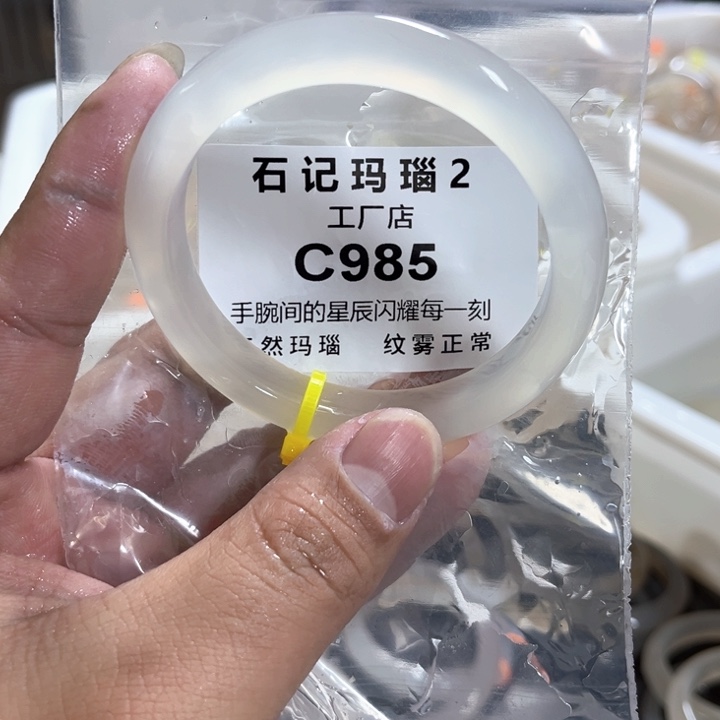 石记玛瑙2
工厂店
C985
手腕间的星辰闪耀每一刻
然玛瑙 纹雾正常